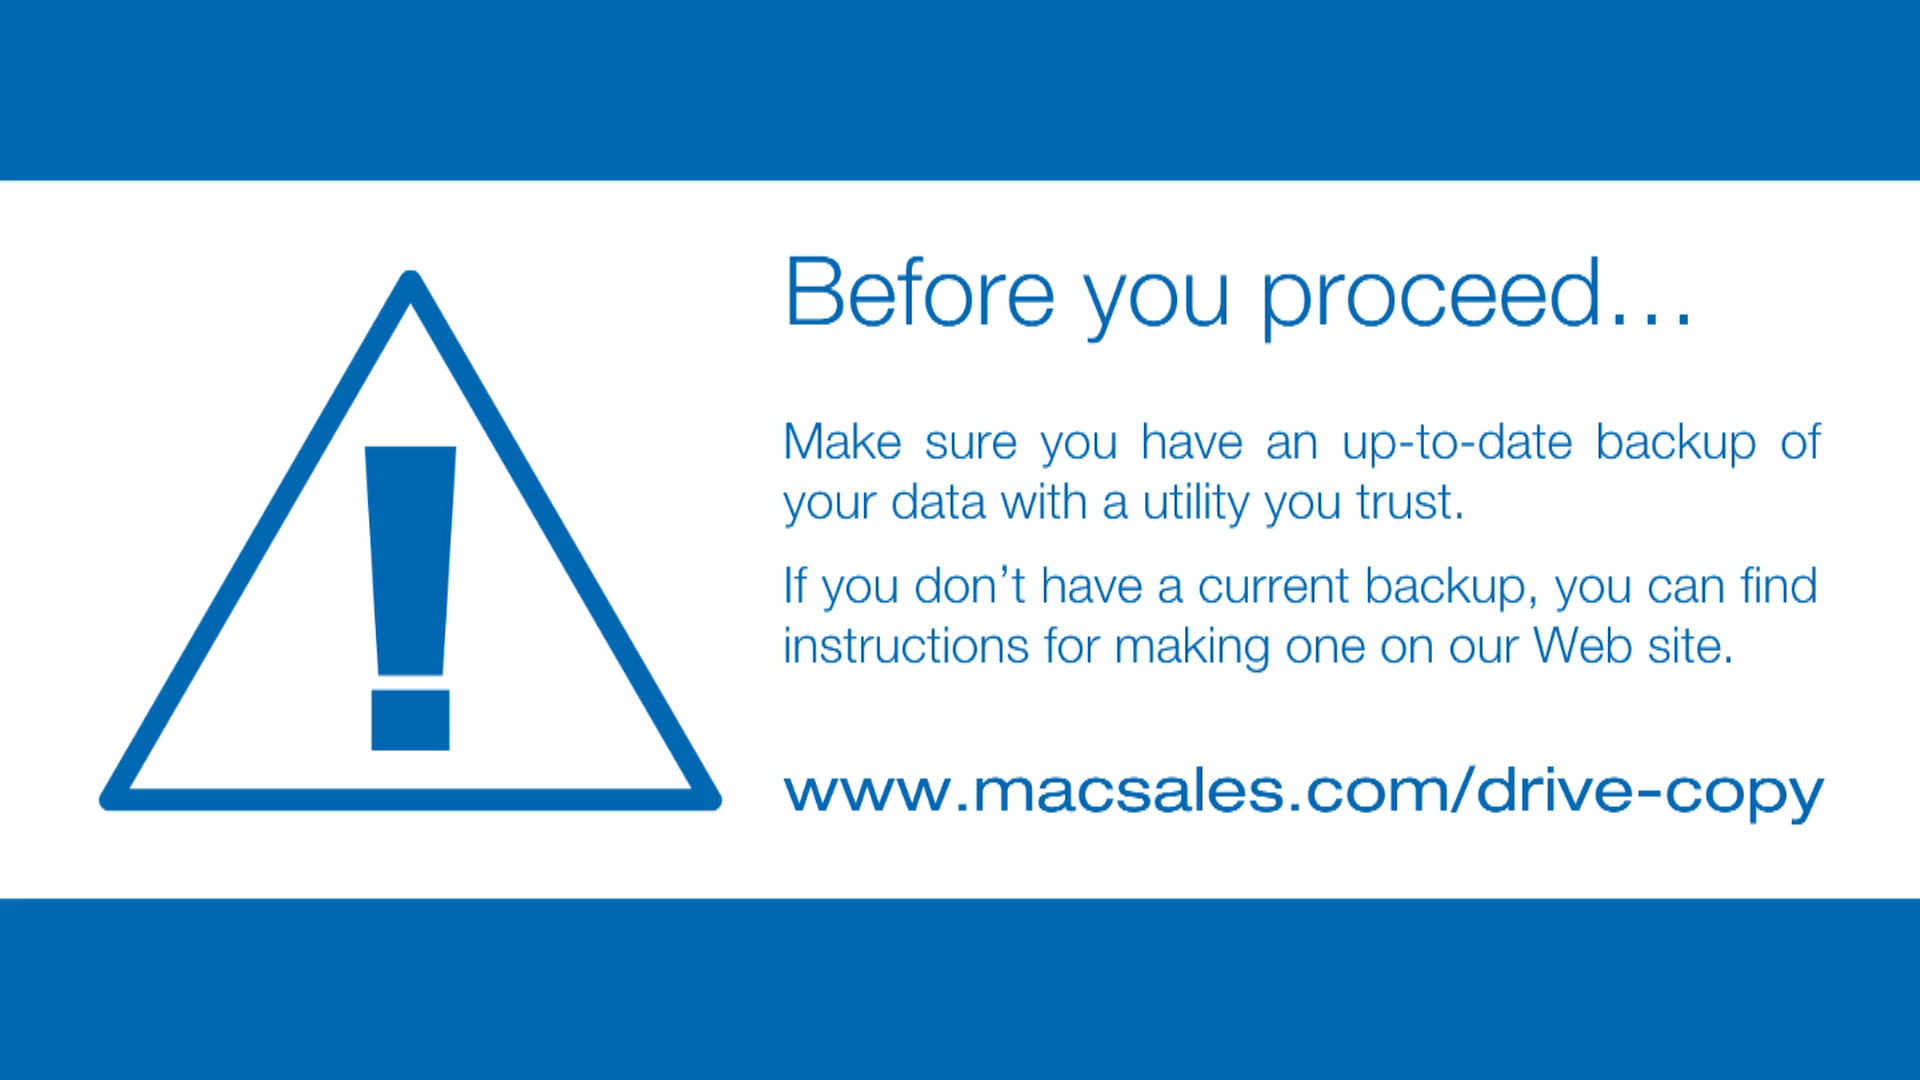 Before you proceed...
Make sure you have an up-to-date backup of
your data with a utility you trust.
If you don’t have a current backup, you can find
instructions for making one on our Web site.
www.macsales.com/drive-copy